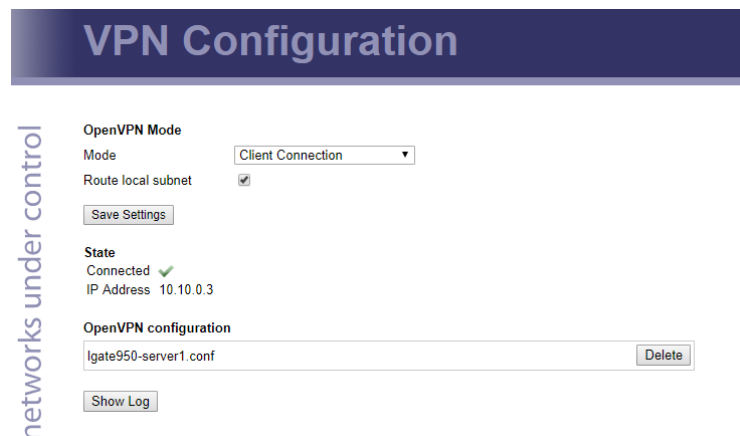 VPN Configuration
networks under control
OpenVPN Mode
Mode Client Connection
Route local subnet
Save Settings
State
Connected
IP Address 10.10.0.3
OpenVPN configuration
lgate950-server1.conf Delete
Show Log